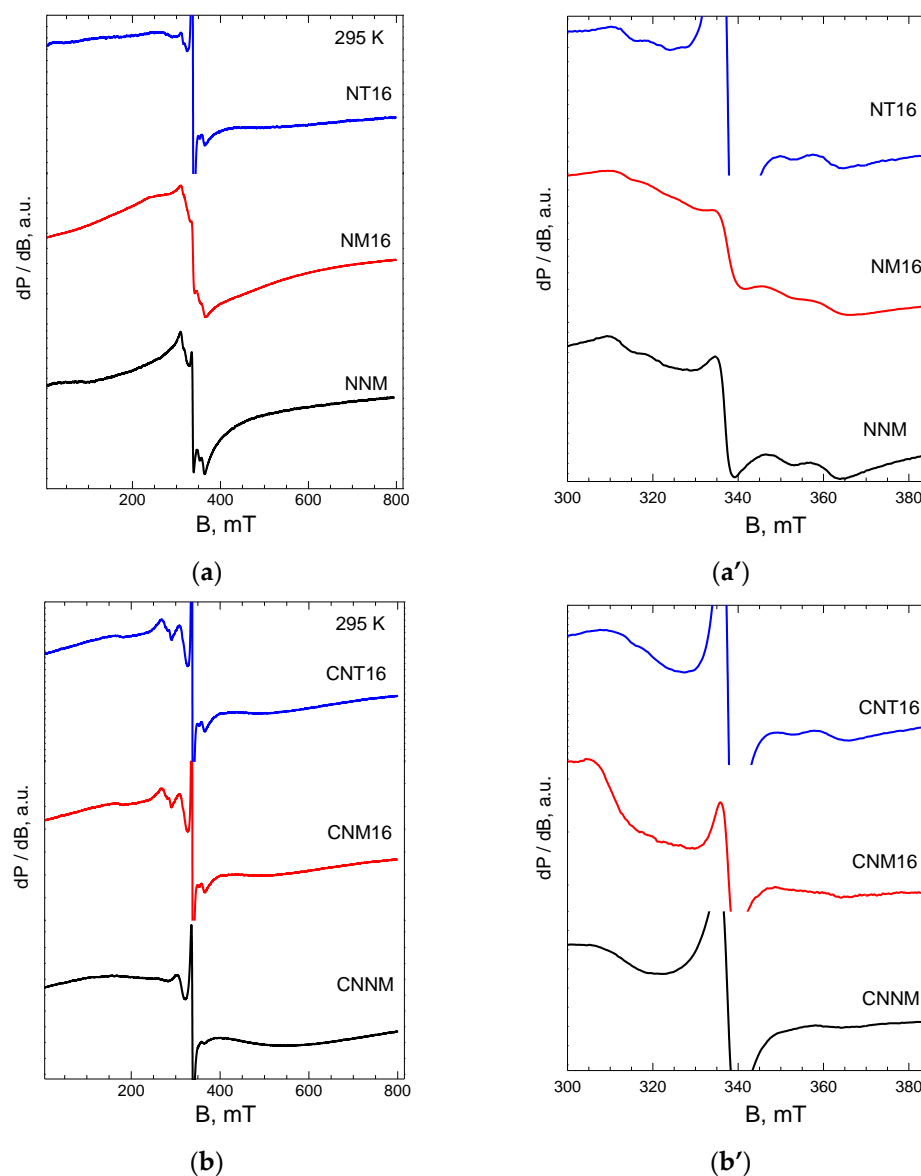 295 K
NT16
NM16
NNM
dP / dB, a.u.
200 400 600 800
B, mT
(a)
NT16
NM16
NNM
dP / dB, a.u.
300 320 340 360 380
B, mT
(a′)
295 K
CNT16
CNM16
CNNM
dP / dB, a.u.
200 400 600 800
B, mT
(b)
CNT16
CNM16
CNNM
dP / dB, a.u.
300 320 340 360 380
B, mT
(b′)